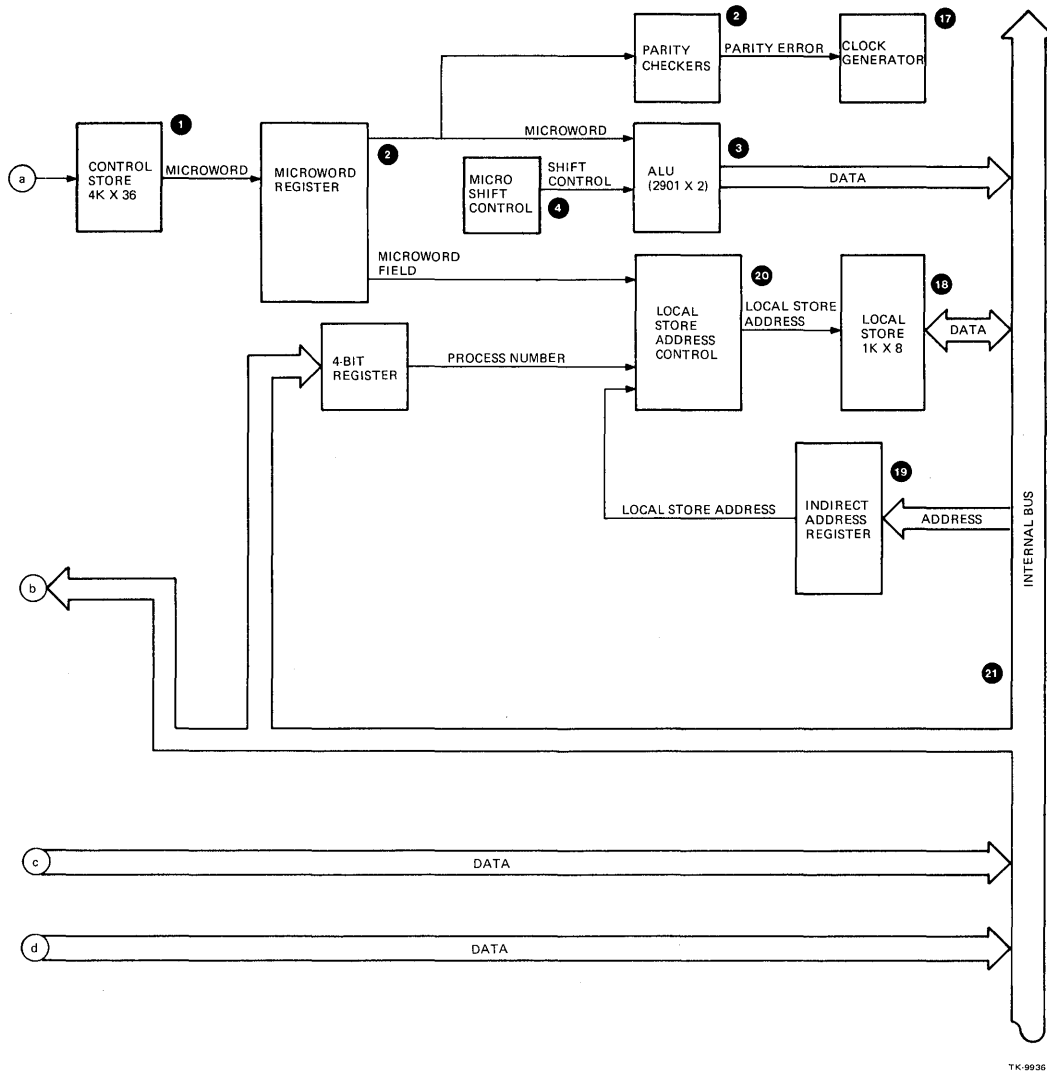 2
17
PARITY
CHECKERS
PARITY ERROR
CLOCK
GENERATOR
1
CONTROL
STORE
4K X 36
a
MICROWORD
MICROWORD
REGISTER
2
MICROWORD
MICRO
SHIFT
CONTROL
SHIFT
CONTROL
4
3
ALU
(2901 X 2)
DATA
MICROWORD
FIELD
20
LOCAL
STORE
ADDRESS
CONTROL
LOCAL STORE
ADDRESS
18
LOCAL
STORE
1K X 8
DATA
4-BIT
REGISTER
PROCESS NUMBER
19
LOCAL STORE ADDRESS
INDIRECT
ADDRESS
REGISTER
ADDRESS
INTERNAL BUS
b
21
c
DATA
d
DATA
TK-9936